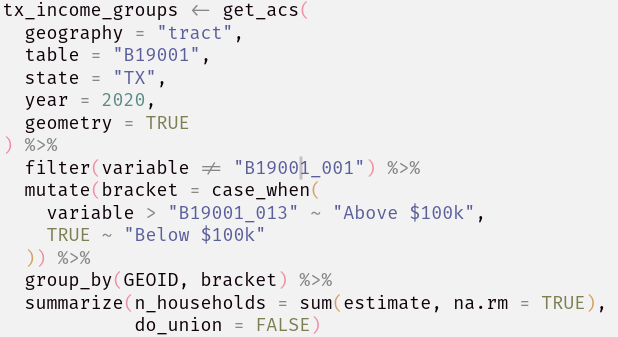 tx_income_groups <- get_acs(
  geography = "tract",
  table = "B19001",
  state = "TX",
  year = 2020,
  geometry = TRUE
) %>%
  filter(variable != "B19001_001") %>%
  mutate(bracket = case_when(
    variable > "B19001_013" ~ "Above $100k",
    TRUE ~ "Below $100k"
  )) %>%
  group_by(GEOID, bracket) %>%
  summarize(n_households = sum(estimate, na.rm = TRUE),
            do_union = FALSE)